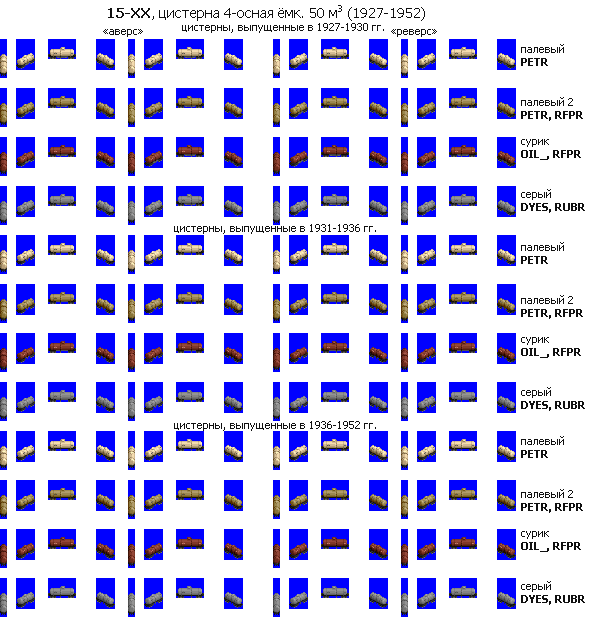 15-XX, цистерна 4-осная ёмк. 50 м³ (1927-1952)
цистерны, выпущенные в 1927-1930 гг.
«аверс» «реверс»
палевый
PETR
палевый 2
PETR, RFPR
сурик
OIL_, RFPR
серый
DYES, RUBR
цистерны, выпущенные в 1931-1936 гг.
палевый
PETR
палевый 2
PETR, RFPR
сурик
OIL_, RFPR
серый
DYES, RUBR
цистерны, выпущенные в 1936-1952 гг.
палевый
PETR
палевый 2
PETR, RFPR
сурик
OIL_, RFPR
серый
DYES, RUBR